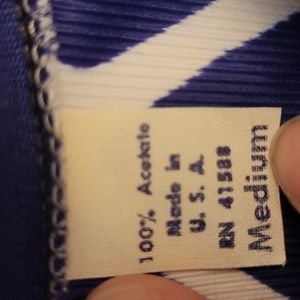 100% Acetate
Made in
U. S. A.
RN 41588
Medium